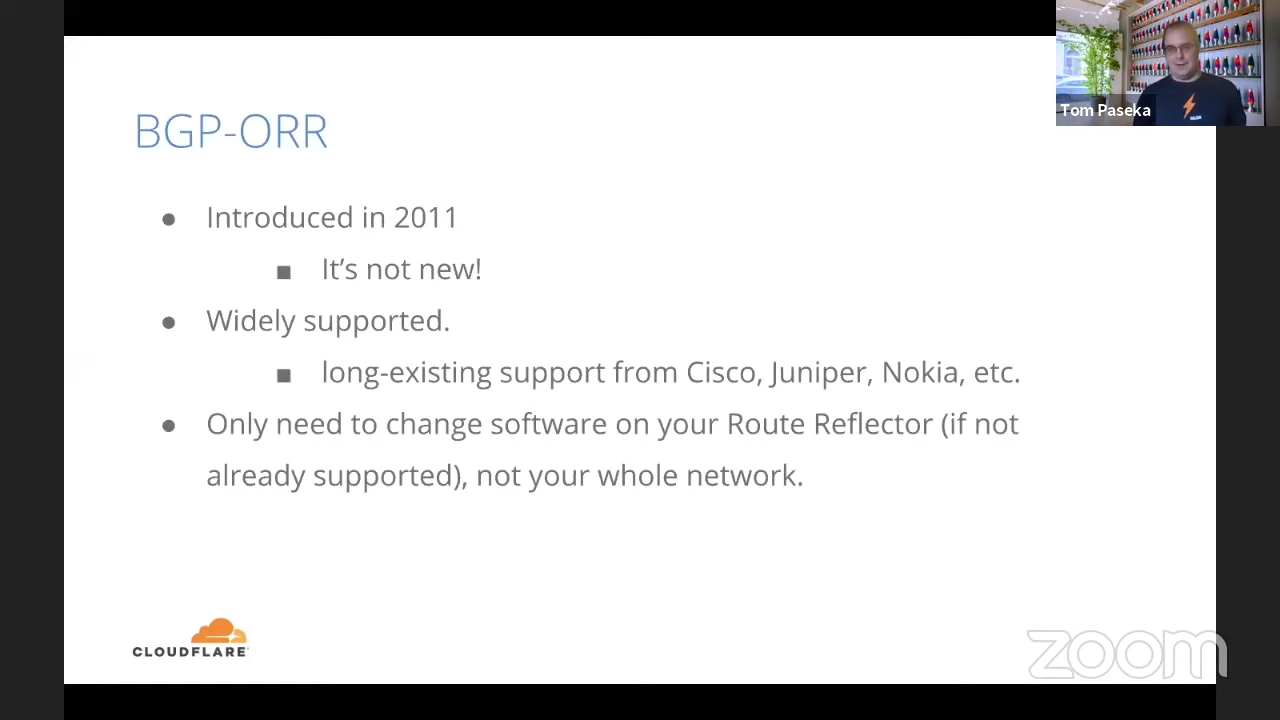 Tom Paseka
BGP-ORR
● Introduced in 2011
■ It's not new!
● Widely supported.
■ long-existing support from Cisco, Juniper, Nokia, etc.
● Only need to change software on your Route Reflector (if not
already supported), not your whole network.
CLOUDFLARE
zoom